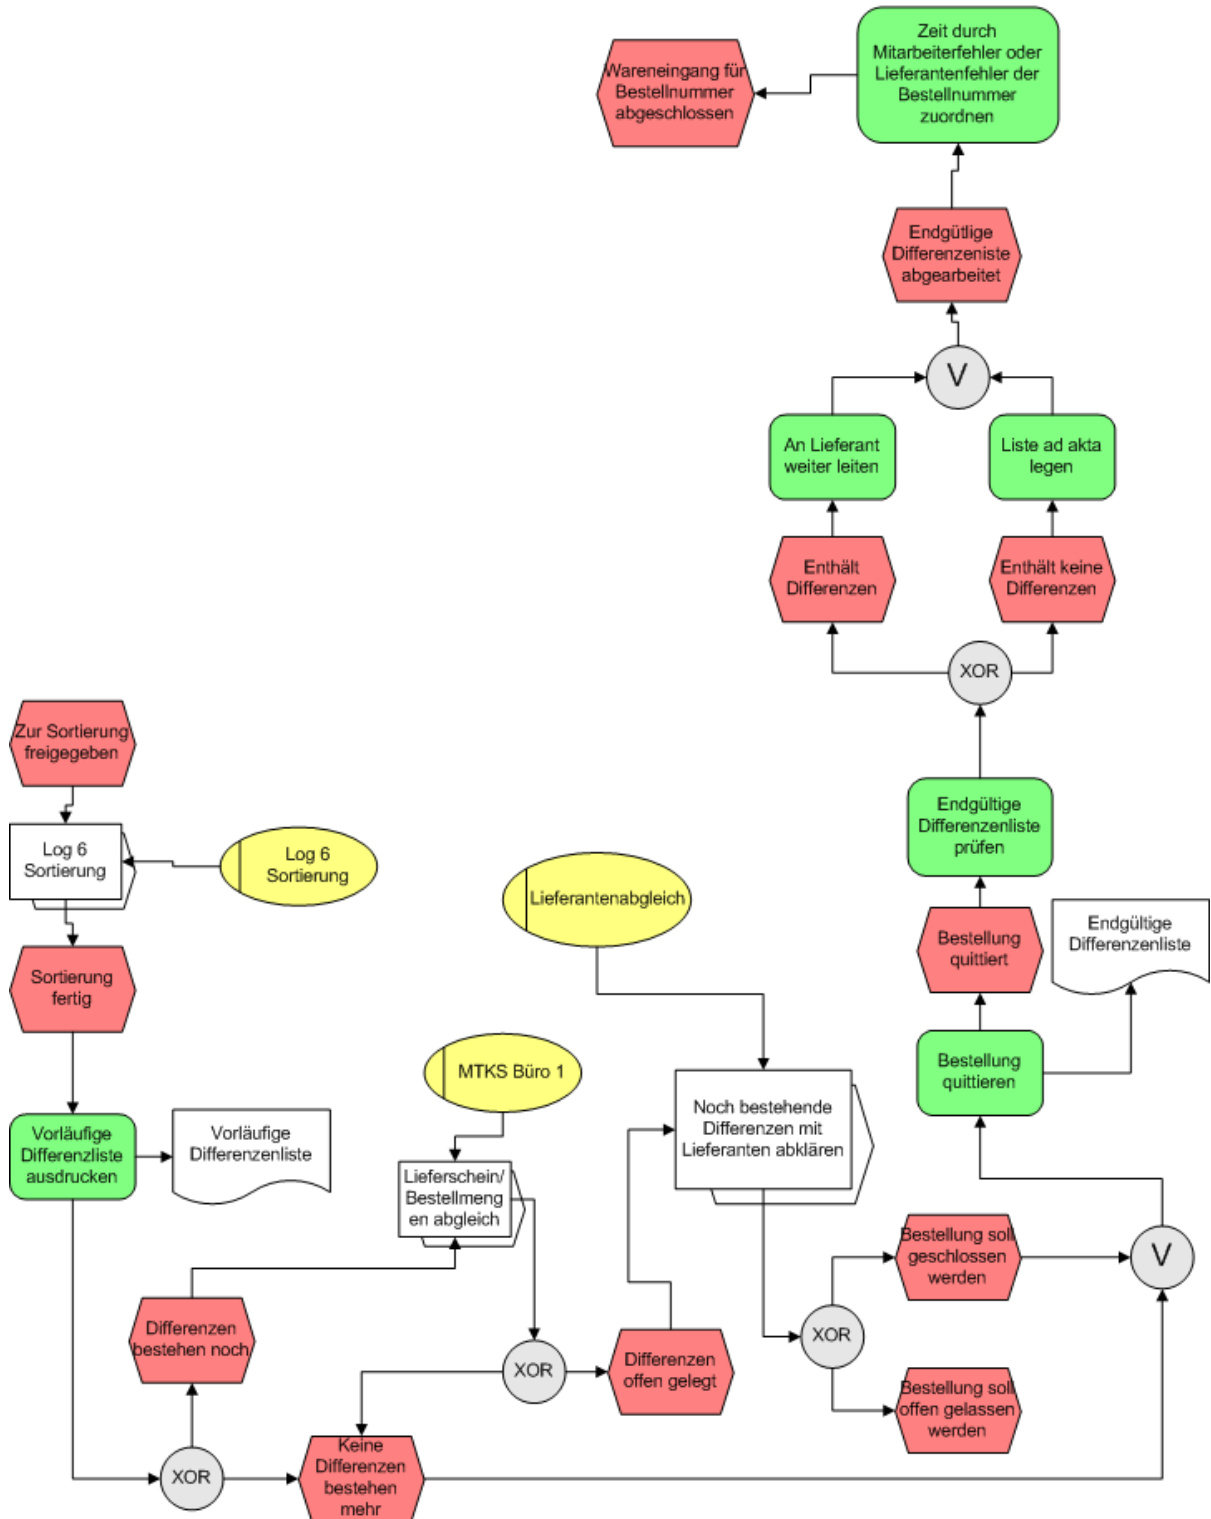 Zeit durch
Mitarbeiterfehler oder
Lieferantenfehler der
Bestellnummer
zuordnen
Wareneingang für
Bestellnummer
abgeschlossen
Endgütlige
Differenzeniste
abgearbeitet
V
An Lieferant
weiter leiten
Liste ad akta
legen
Enthält
Differenzen
Enthält keine
Differenzen
XOR
Zur Sortierung
freigegeben
Endgültige
Differenzenliste
prüfen
Log 6
Sortierung
Log 6
Sortierung
Lieferantenabgleich
Bestellung
quittiert
Endgültige
Differenzenliste
Sortierung
fertig
MTKS Büro 1
Bestellung
quittieren
Vorläufige
Differenzliste
ausdrucken
Vorläufige
Differenzenliste
Noch bestehende
Differenzen mit
Lieferanten abklären
Lieferschein/
Bestellmeng
en abgleich
Bestellung soll
geschlossen
werden
V
Differenzen
bestehen noch
XOR
Differenzen
offen gelegt
XOR
Bestellung soll
offen gelassen
werden
XOR
Keine
Differenzen
bestehen
mehr